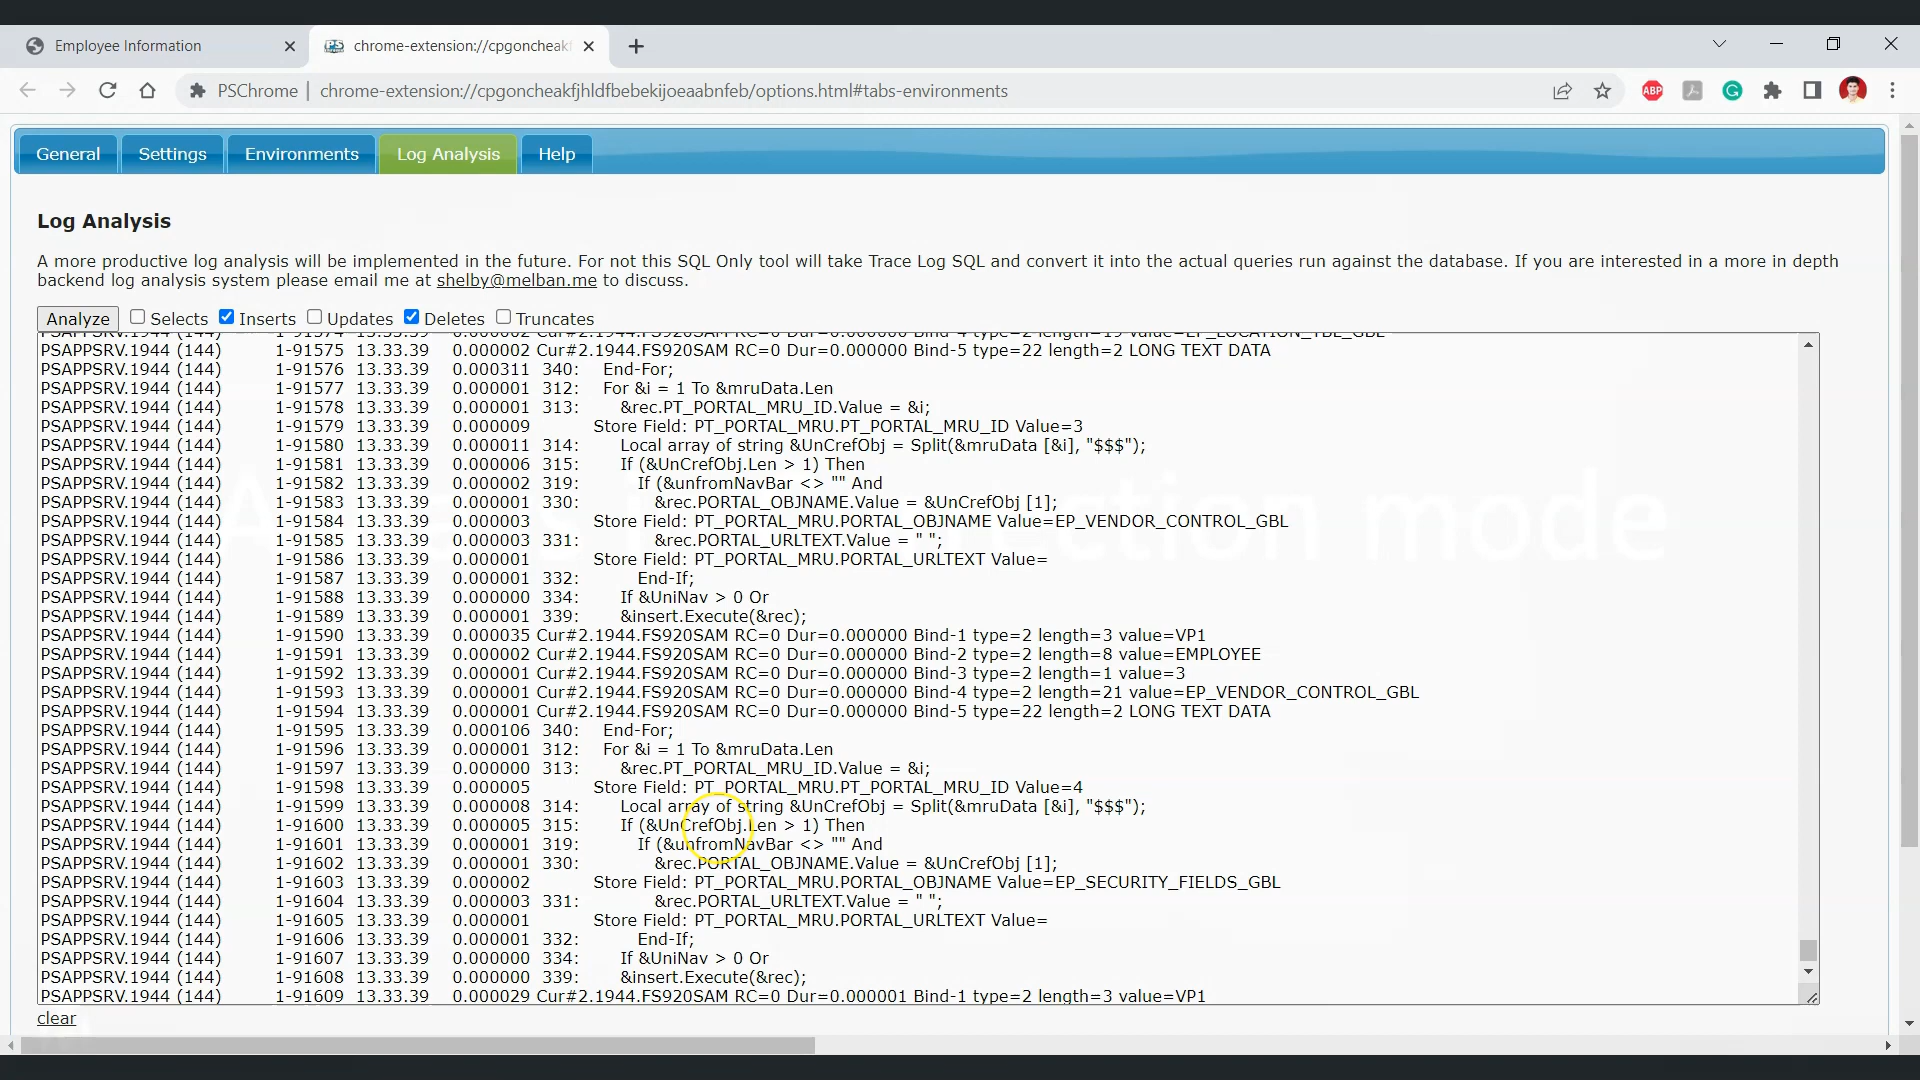 Employee Information
chrome-extension://cpgoncheak
PSChrome | chrome-extension://cpgoncheakfjhldfbebekijoeaabnfeb/options.html#tabs-environments
ABP
General Settings Environments Log Analysis Help
Log Analysis
A more productive log analysis will be implemented in the future. For not this SQL Only tool will take Trace Log SQL and convert it into the actual queries run against the database. If you are interested in a more in depth
backend log analysis system please email me at shelby@melban.me to discuss.
Analyze Selects Inserts Updates Deletes Truncates
PSAPPSRV.1944 (144) 1-91575 13.33.39 0.000002 Cur#2.1944.FS920SAM RC=0 Dur=0.000000 Bind-5 type=22 length=2 LONG TEXT DATA
PSAPPSRV.1944 (144) 1-91576 13.33.39 0.000311 340: End-For;
PSAPPSRV.1944 (144) 1-91577 13.33.39 0.000001 312: For &i = 1 To &mruData.Len
PSAPPSRV.1944 (144) 1-91578 13.33.39 0.000001 313: &rec.PT_PORTAL_MRU_ID.Value = &i;
PSAPPSRV.1944 (144) 1-91579 13.33.39 0.000009 Store Field: PT_PORTAL_MRU.PT_PORTAL_MRU_ID Value=3
PSAPPSRV.1944 (144) 1-91580 13.33.39 0.000011 314: Local array of string &UnCrefObj = Split(&mruData [&i], "$$$");
PSAPPSRV.1944 (144) 1-91581 13.33.39 0.000006 315: If (&UnCrefObj.Len > 1) Then
PSAPPSRV.1944 (144) 1-91582 13.33.39 0.000002 319: If (&unfromNavBar <> "" And
PSAPPSRV.1944 (144) 1-91583 13.33.39 0.000001 330: &rec.PORTAL_OBJNAME.Value = &UnCrefObj [1];
PSAPPSRV.1944 (144) 1-91584 13.33.39 0.000003 Store Field: PT_PORTAL_MRU.PORTAL_OBJNAME Value=EP_VENDOR_CONTROL_GBL
PSAPPSRV.1944 (144) 1-91585 13.33.39 0.000003 331: &rec.PORTAL_URLTEXT.Value = " ";
PSAPPSRV.1944 (144) 1-91586 13.33.39 0.000001 Store Field: PT_PORTAL_MRU.PORTAL_URLTEXT Value=
PSAPPSRV.1944 (144) 1-91587 13.33.39 0.000001 332: End-If;
PSAPPSRV.1944 (144) 1-91588 13.33.39 0.000000 334: If &UniNav > 0 Or
PSAPPSRV.1944 (144) 1-91589 13.33.39 0.000001 339: &insert.Execute(&rec);
PSAPPSRV.1944 (144) 1-91590 13.33.39 0.000035 Cur#2.1944.FS920SAM RC=0 Dur=0.000000 Bind-1 type=2 length=3 value=VP1
PSAPPSRV.1944 (144) 1-91591 13.33.39 0.000002 Cur#2.1944.FS920SAM RC=0 Dur=0.000000 Bind-2 type=2 length=8 value=EMPLOYEE
PSAPPSRV.1944 (144) 1-91592 13.33.39 0.000001 Cur#2.1944.FS920SAM RC=0 Dur=0.000000 Bind-3 type=2 length=1 value=3
PSAPPSRV.1944 (144) 1-91593 13.33.39 0.000001 Cur#2.1944.FS920SAM RC=0 Dur=0.000000 Bind-4 type=2 length=21 value=EP_VENDOR_CONTROL_GBL
PSAPPSRV.1944 (144) 1-91594 13.33.39 0.000001 Cur#2.1944.FS920SAM RC=0 Dur=0.000000 Bind-5 type=22 length=2 LONG TEXT DATA
PSAPPSRV.1944 (144) 1-91595 13.33.39 0.000106 340: End-For;
PSAPPSRV.1944 (144) 1-91596 13.33.39 0.000001 312: For &i = 1 To &mruData.Len
PSAPPSRV.1944 (144) 1-91597 13.33.39 0.000000 313: &rec.PT_PORTAL_MRU_ID.Value = &i;
PSAPPSRV.1944 (144) 1-91598 13.33.39 0.000005 Store Field: PT_PORTAL_MRU.PT_PORTAL_MRU_ID Value=4
PSAPPSRV.1944 (144) 1-91599 13.33.39 0.000008 314: Local array of string &UnCrefObj = Split(&mruData [&i], "$$$");
PSAPPSRV.1944 (144) 1-91600 13.33.39 0.000005 315: If (&UnCrefObj.Len > 1) Then
PSAPPSRV.1944 (144) 1-91601 13.33.39 0.000001 319: If (&unfromNavBar <> "" And
PSAPPSRV.1944 (144) 1-91602 13.33.39 0.000001 330: &rec.PORTAL_OBJNAME.Value = &UnCrefObj [1];
PSAPPSRV.1944 (144) 1-91603 13.33.39 0.000002 Store Field: PT_PORTAL_MRU.PORTAL_OBJNAME Value=EP_SECURITY_FIELDS_GBL
PSAPPSRV.1944 (144) 1-91604 13.33.39 0.000003 331: &rec.PORTAL_URLTEXT.Value = " ";
PSAPPSRV.1944 (144) 1-91605 13.33.39 0.000001 Store Field: PT_PORTAL_MRU.PORTAL_URLTEXT Value=
PSAPPSRV.1944 (144) 1-91606 13.33.39 0.000001 332: End-If;
PSAPPSRV.1944 (144) 1-91607 13.33.39 0.000000 334: If &UniNav > 0 Or
PSAPPSRV.1944 (144) 1-91608 13.33.39 0.000000 339: &insert.Execute(&rec);
PSAPPSRV.1944 (144) 1-91609 13.33.39 0.000029 Cur#2.1944.FS920SAM RC=0 Dur=0.000001 Bind-1 type=2 length=3 value=VP1
mode
clear